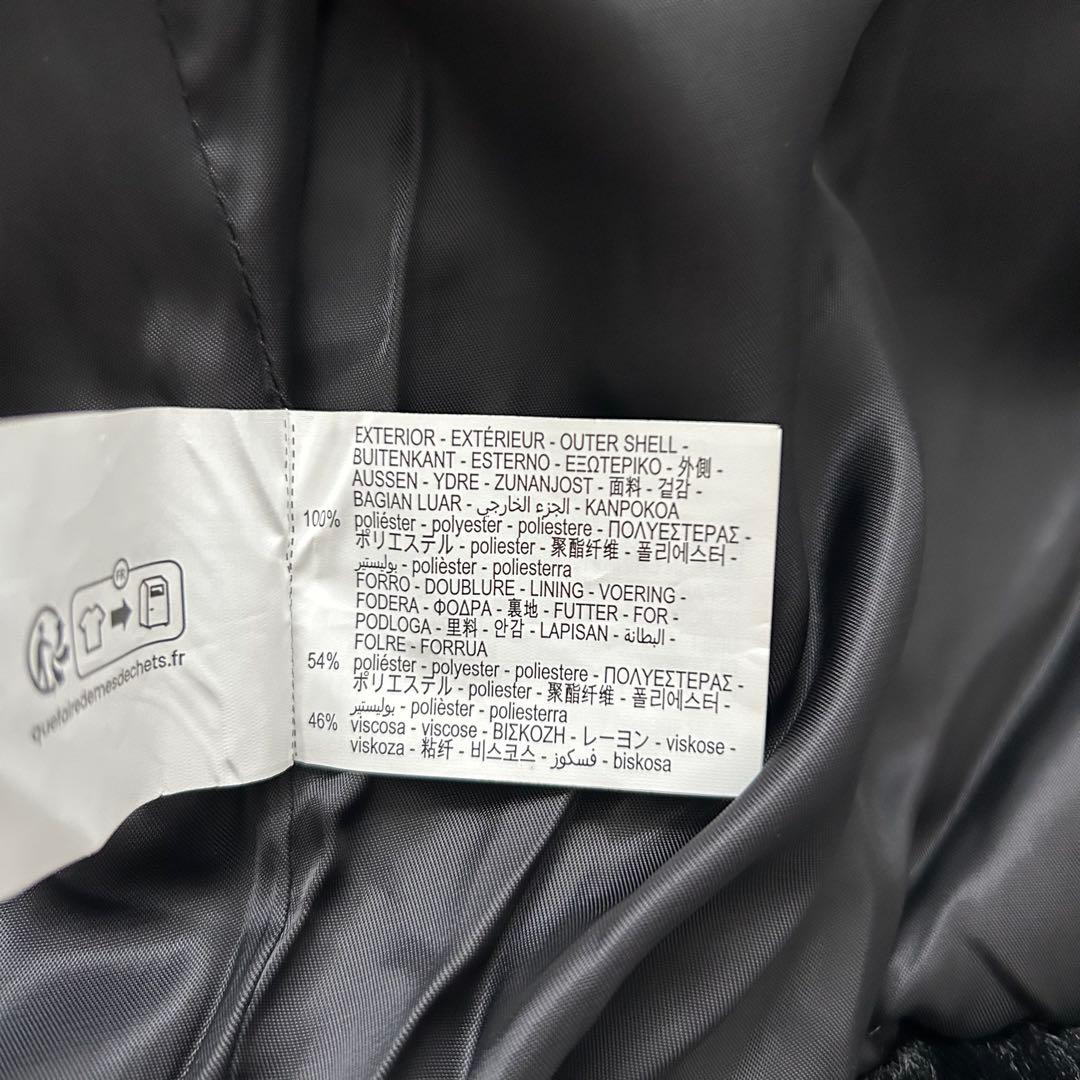 EXTERIOR - EXTÉRIEUR - OUTER SHELL -
BUITENKANT - ESTERNO - ΕΞΩΤΕΡΙΚΟ - 外側 -
AUSSEN - YDRE - ZUNANJOST - 面料 - 겉감 -
BAGIAN LUAR - الجزء الخارجي - KANPOKOA
100% poliéster - polyester - poliestere - ΠΟΛΥΕΣΤΕΡΑΣ -
ポリエステル - poliester - 聚酯纤维 - 폴리에스터 -
بوليستير - polièster - poliesterra
FORRO - DOUBLURE - LINING - VOERING -
FODERA - ΦΟΔΡΑ - 裏地 - FUTTER - FOR -
PODLOGA - 里料 - 안감 - LAPISAN - البطانة -
FOLRE - FORRUA
54% poliéster - polyester - poliestere - ΠΟΛΥΕΣΤΕΡΑΣ -
ポリエステル - poliester - 聚酯纤维 - 폴리에스터 -
بوليستير - polièster - poliesterra
46% viscosa - viscose - ΒΙΣΚΟΖΗ - レーヨン - viskose -
viskoza - 粘纤 - 비스코스 - فسكوز - biskosa
FR
quefairedemesdechets.fr